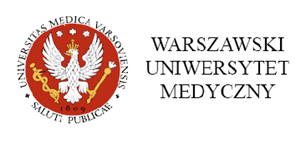 UNIVERSITAS MEDICA VARSOVIENSIS
SALUTI PUBLICAE
1809
WARSZAWSKI
UNIWERSYTET
MEDYCZNY